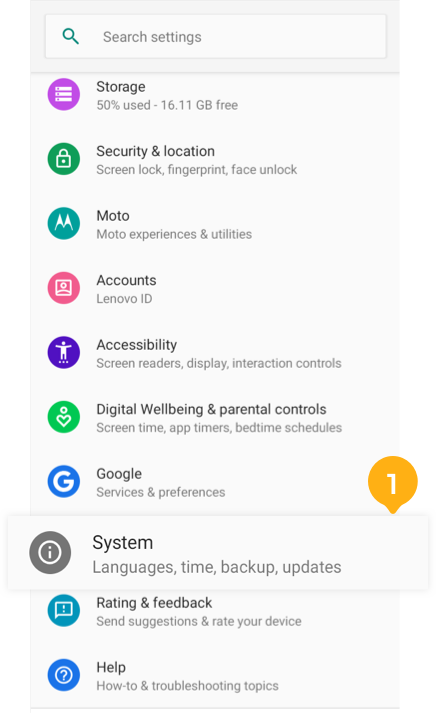 Search settings
Storage
50% used - 16.11 GB free
Security & location
Screen lock, fingerprint, face unlock
Moto
Moto experiences & utilities
Accounts
Lenovo ID
Accessibility
Screen readers, display, interaction controls
Digital Wellbeing & parental controls
Screen time, app timers, bedtime schedules
Google
Services & preferences
1
System
Languages, time, backup, updates
Rating & feedback
Send suggestions & rate your device
Help
How-to & troubleshooting topics